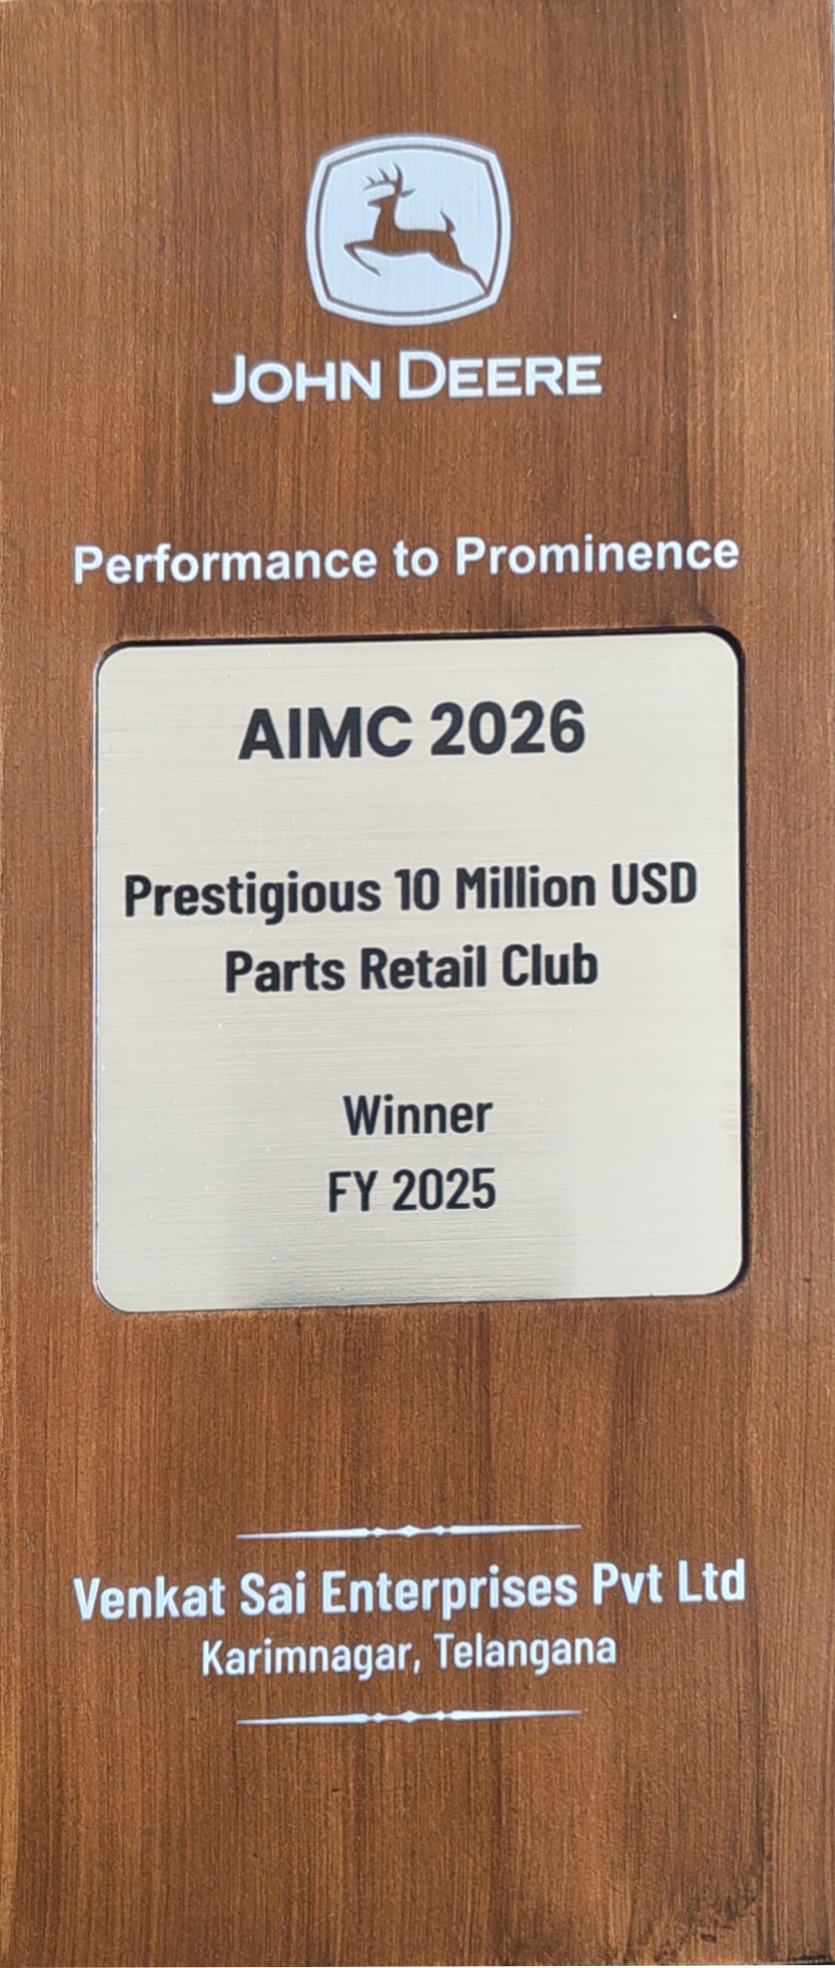 JOHN DEERE
Performance to Prominence
AIMC 2026
Prestigious 10 Million USD
Parts Retail Club
Winner
FY 2025
Venkat Sai Enterprises Pvt Ltd
Karimnagar, Telangana